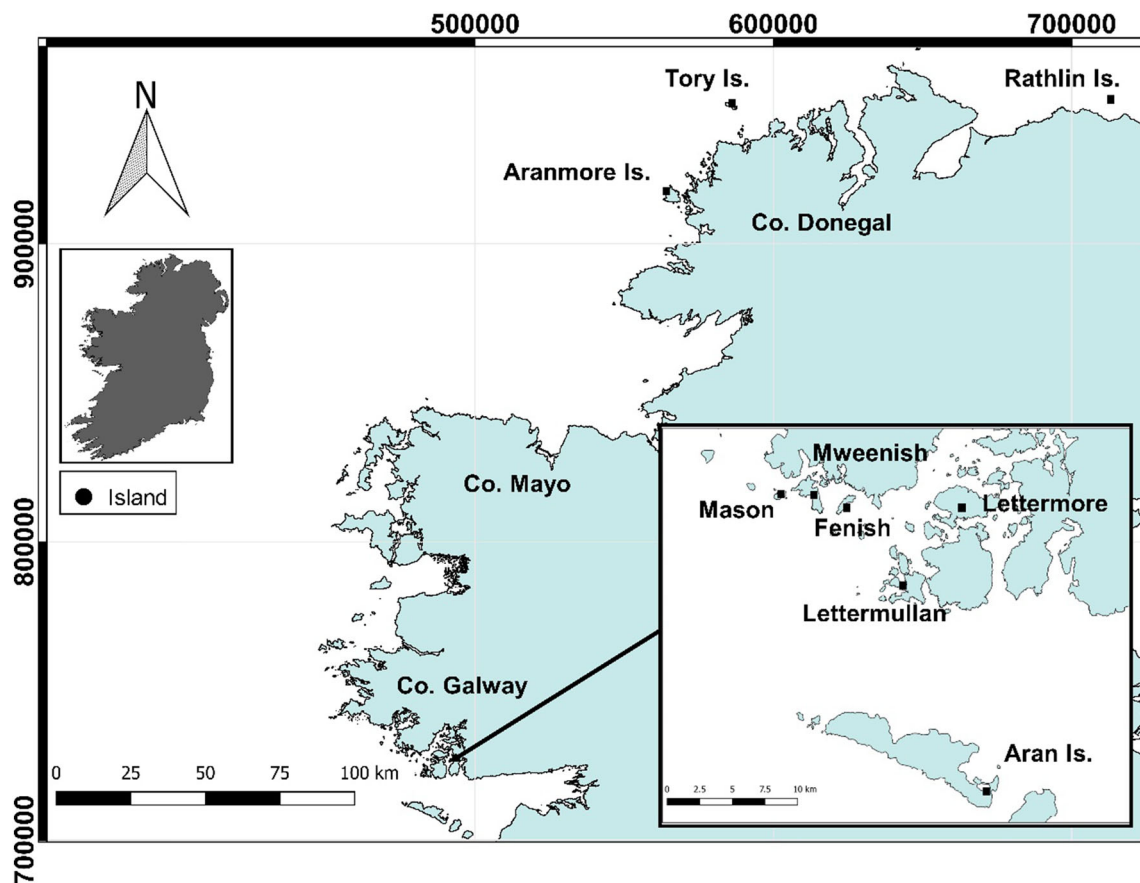 500000
600000
700000
Tory Is.
Rathlin Is.
N
Aranmore Is.
Co. Donegal
900000
Island
Co. Mayo
Mweenish
Mason
Lettermore
Fenish
800000
Lettermullan
Co. Galway
Aran Is.
0 25 50 75 100 km
0 2.5 5 7.5 10 km
700000